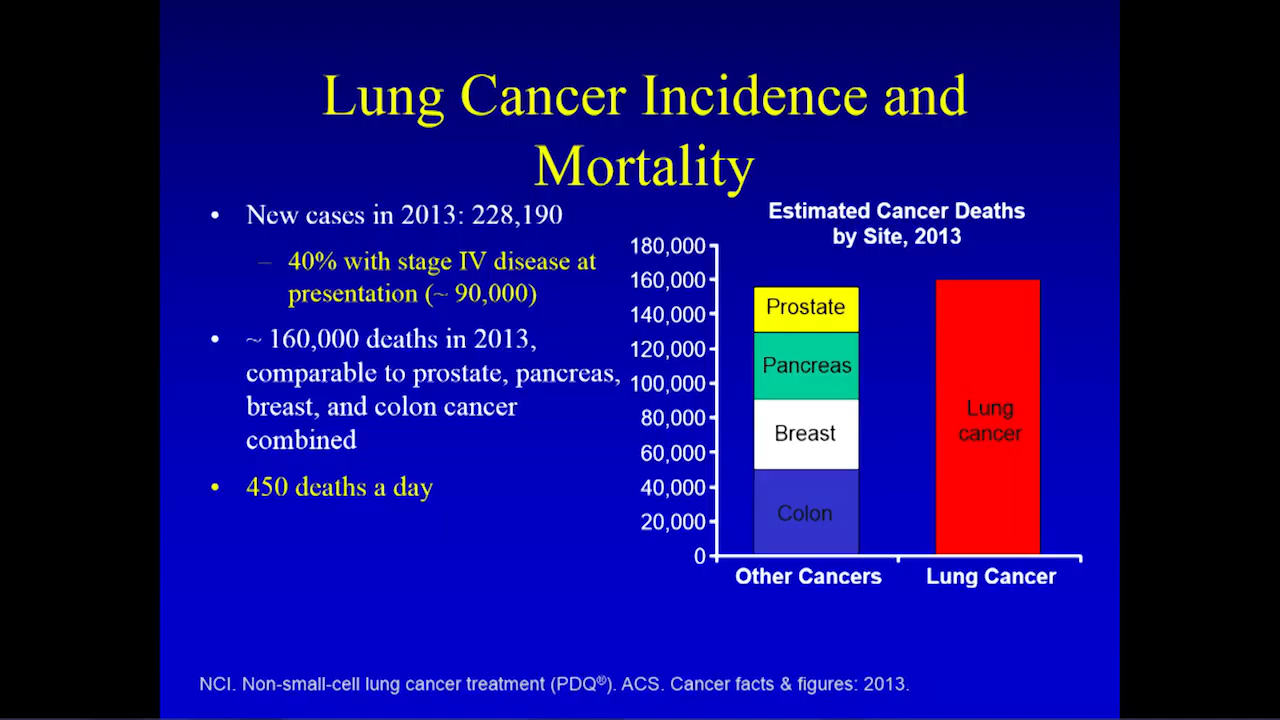 Lung Cancer Incidence and
Mortality
• New cases in 2013: 228,190
– 40% with stage IV disease at
presentation (~ 90,000)
• ~ 160,000 deaths in 2013,
comparable to prostate, pancreas,
breast, and colon cancer
combined
• 450 deaths a day
Estimated Cancer Deaths
by Site, 2013
180,000
160,000
140,000
120,000
100,000
80,000
60,000
40,000
20,000
0
Prostate
Pancreas
Breast
Colon
Lung
cancer
Other Cancers
Lung Cancer
NCI. Non-small-cell lung cancer treatment (PDQ®). ACS. Cancer facts & figures: 2013.